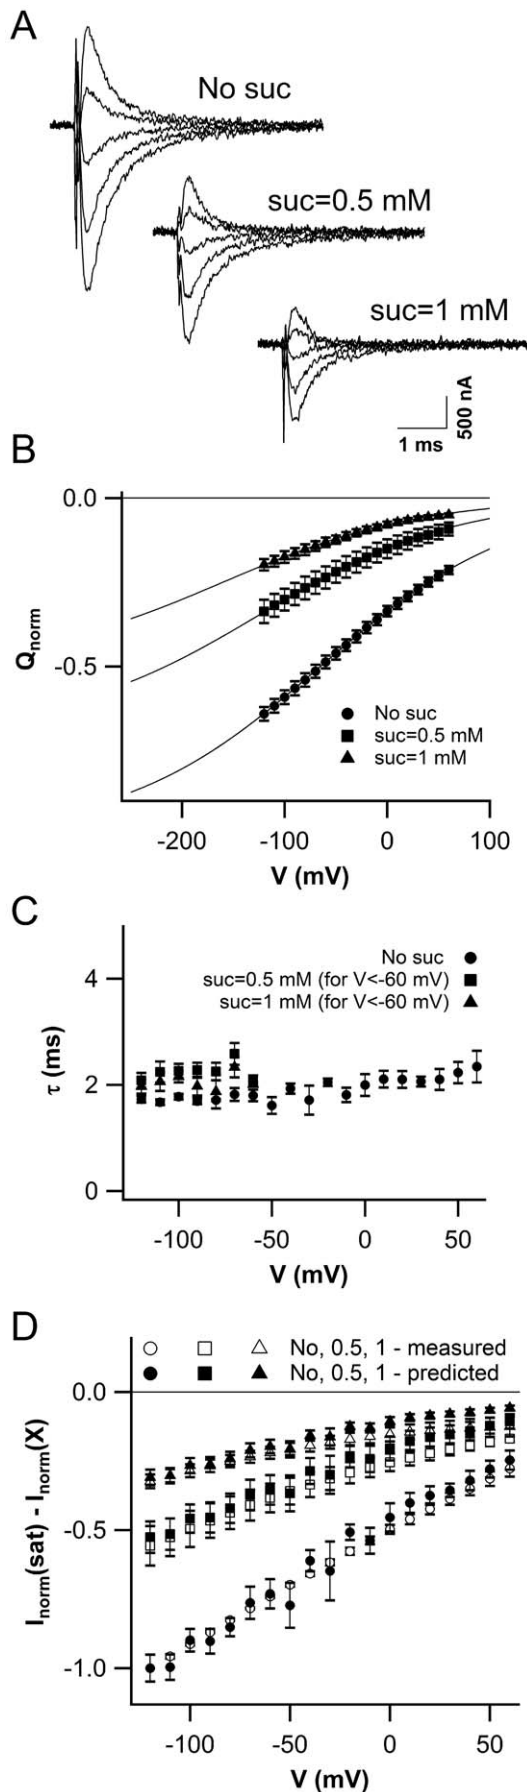 A
No suc
suc=0.5 mM
suc=1 mM
500 nA
1 ms
B
0.0
-0.5
Qnorm
No suc
suc=0.5 mM
suc=1 mM
-200 -100 0 100
V (mV)
C
No suc
suc=0.5 mM (for V<-60 mV)
suc=1 mM (for V<-60 mV)
4
2
0
τ (ms)
-100 -50 0 50
V (mV)
D
No, 0.5, 1 - measured
No, 0.5, 1 - predicted
0.0
-0.5
-1.0
Inorm(sat) - Inorm(X)
-100 -50 0 50
V (mV)